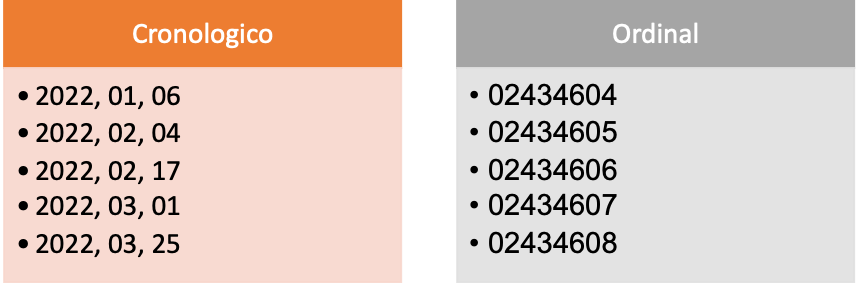 Cronologico
• 2022, 01, 06
• 2022, 02, 04
• 2022, 02, 17
• 2022, 03, 01
• 2022, 03, 25
Ordinal
• 02434604
• 02434605
• 02434606
• 02434607
• 02434608